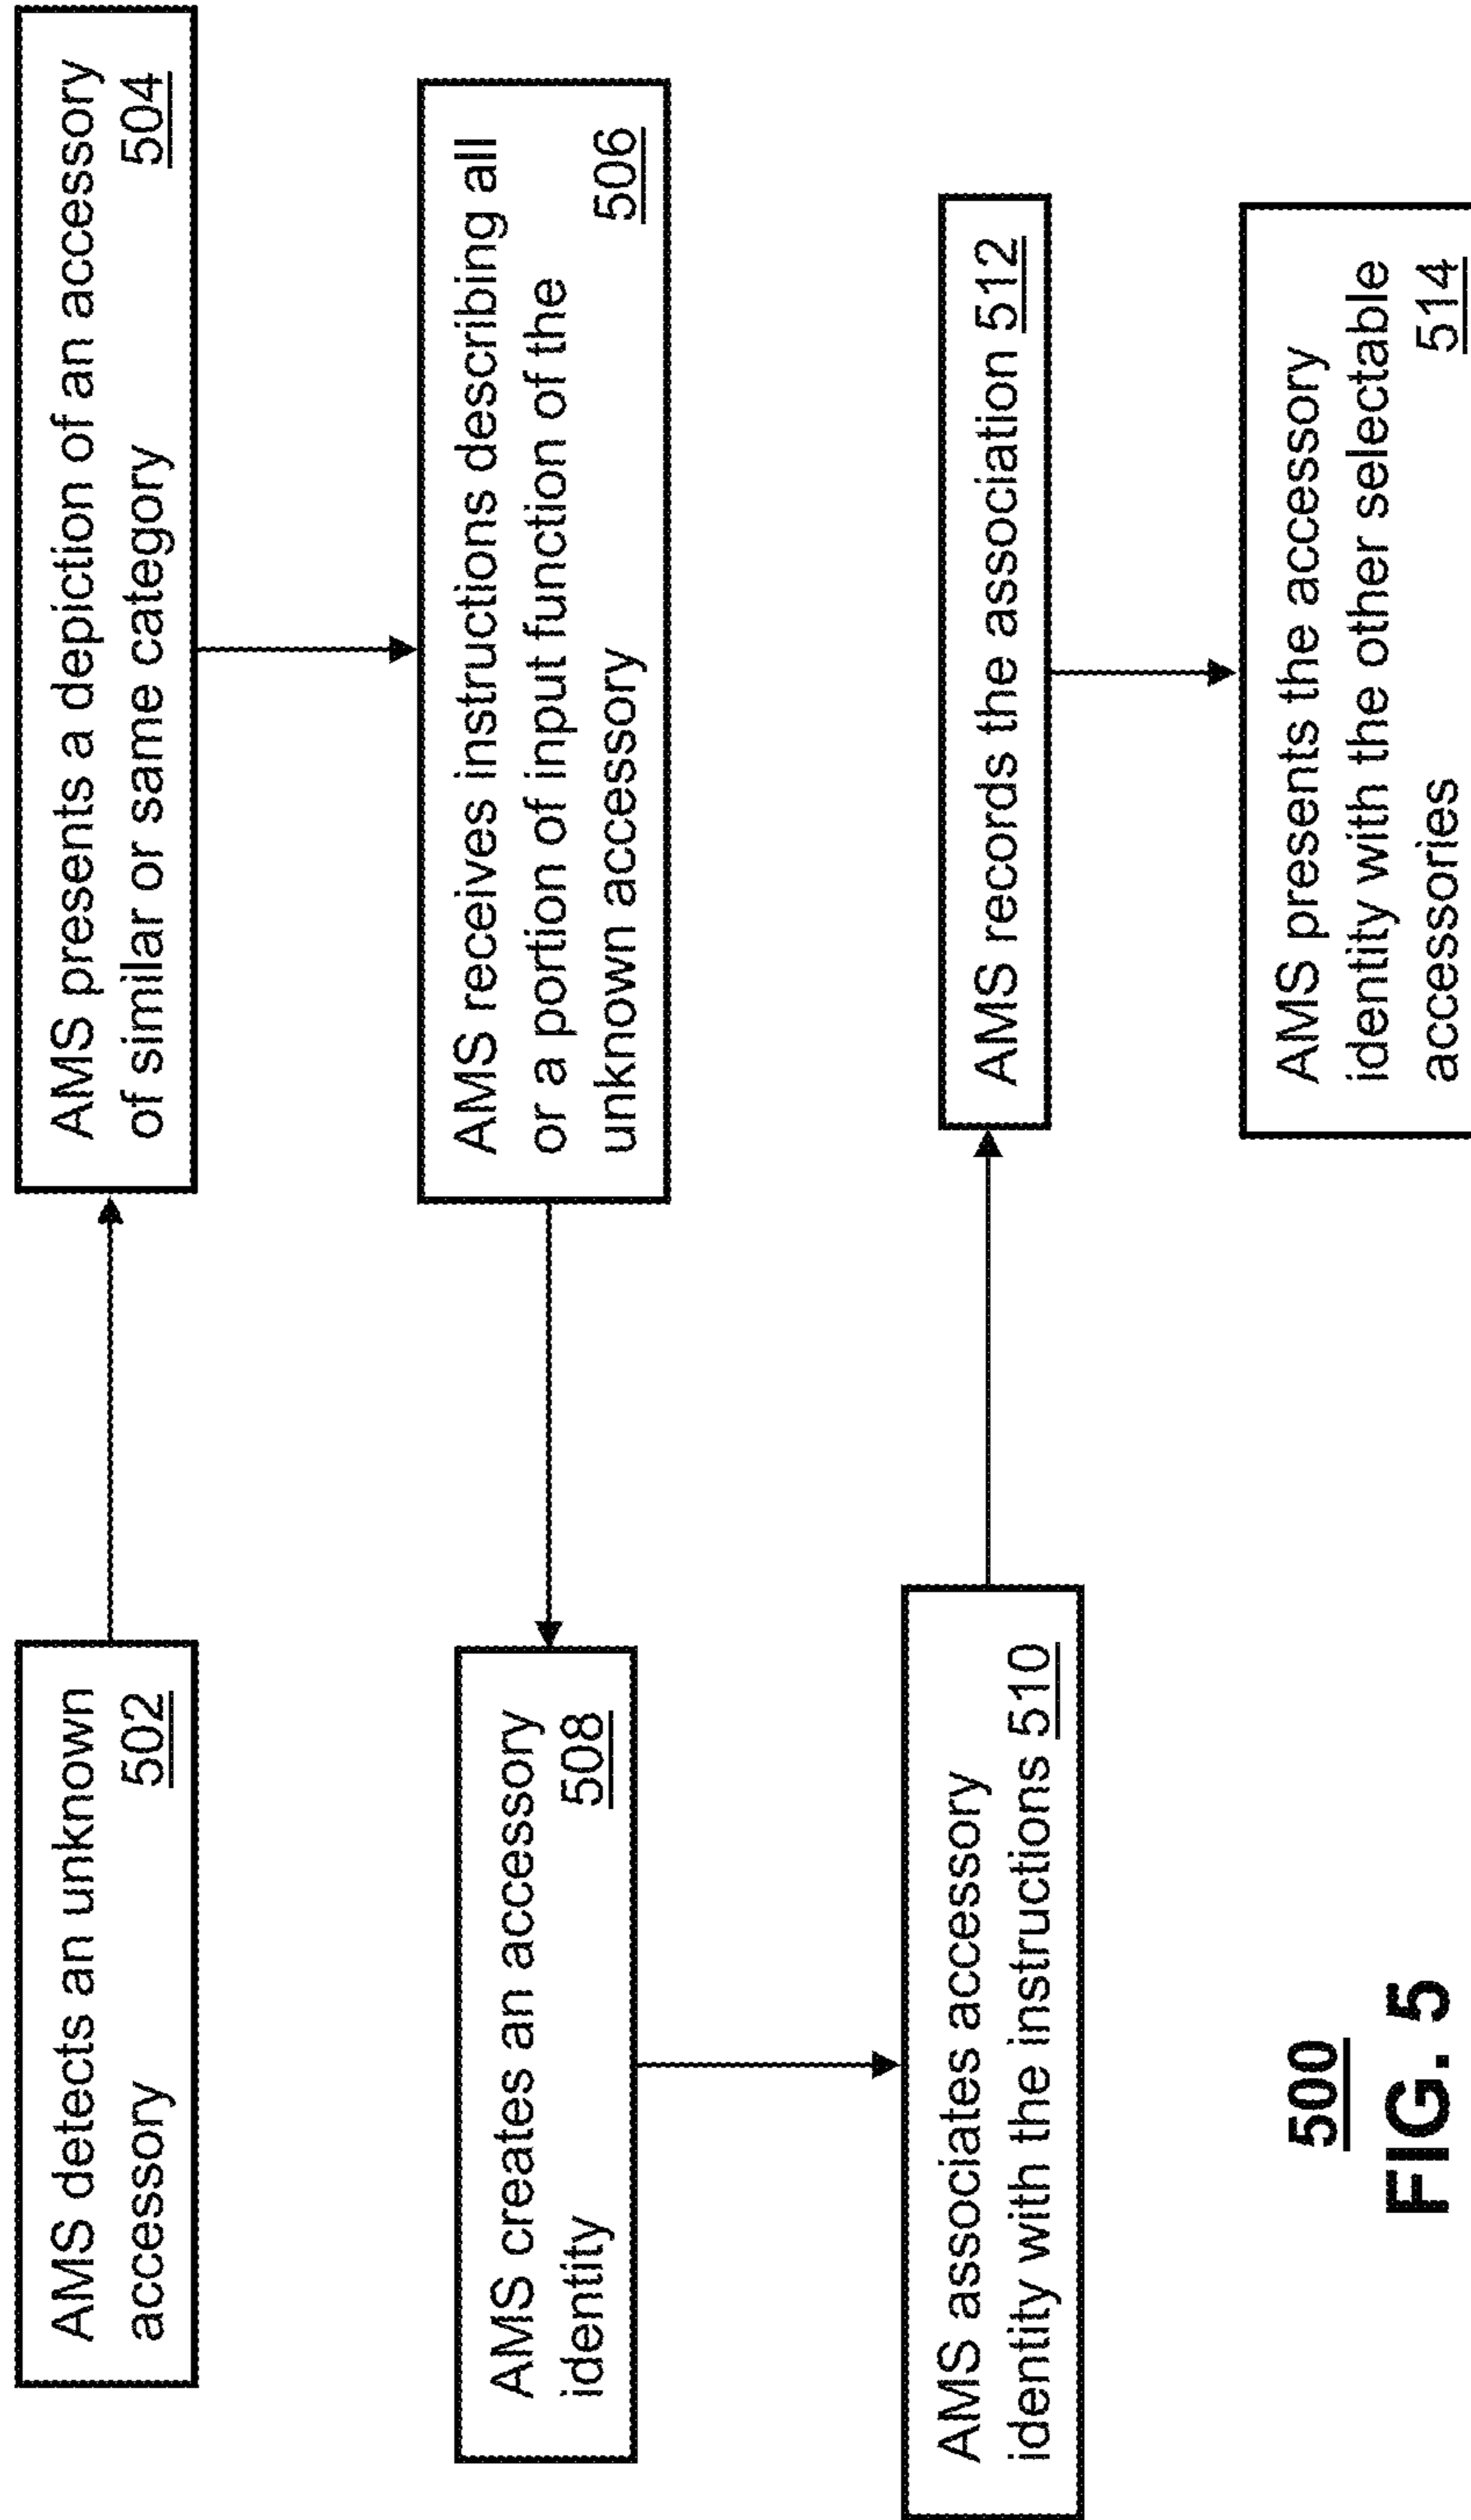 AMS detects an unknown
accessory 502
AMS presents a depiction of an accessory
of similar or same category 504
AMS receives instructions describing all
or a portion of input function of the
unknown accessory 506
AMS creates an accessory
identity 508
AMS associates accessory
identity with the instructions 510
AMS records the association 512
AMS presents the accessory
identity with the other selectable
accessories 514
500
FIG. 5